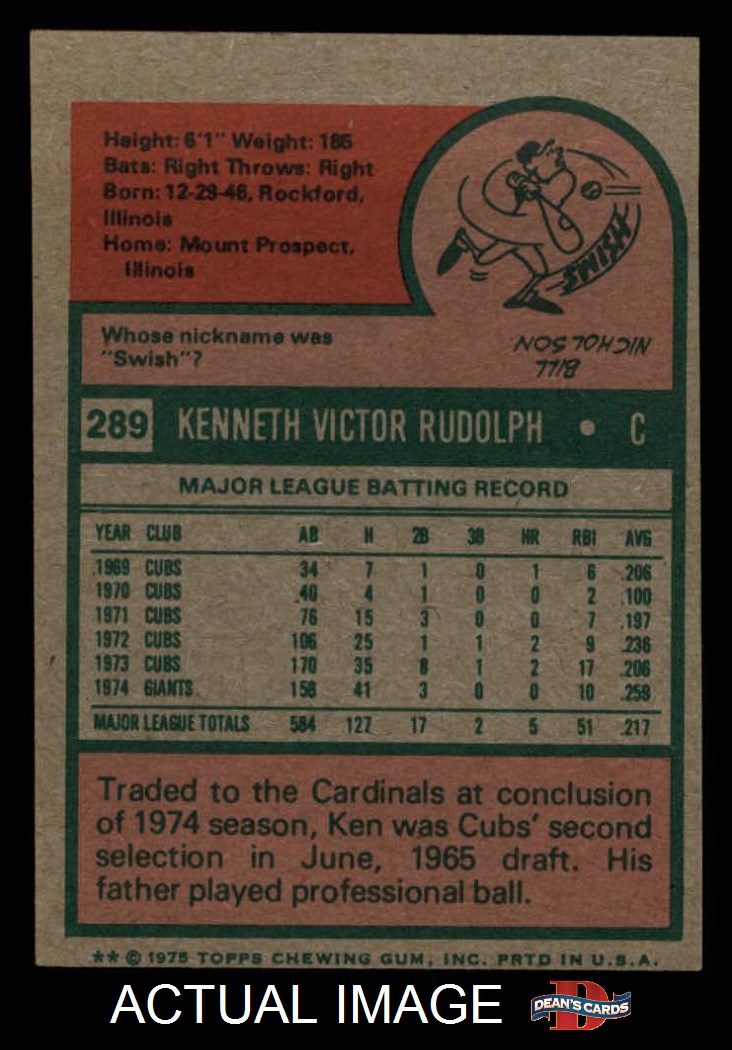 Height: 6'1" Weight: 185
Bats: Right Throws: Right
Born: 12-29-46, Rockford,
Illinois
Home: Mount Prospect,
Illinois
SWISH
Whose nickname was
"Swish"?
BILL
NICHOLSON
289 KENNETH VICTOR RUDOLPH • C
MAJOR LEAGUE BATTING RECORD
YEAR CLUB AB H 2B 3B HR RBI AVG
1969 CUBS 34 7 1 0 1 6 .206
1970 CUBS 40 4 1 0 0 2 .100
1971 CUBS 76 15 3 0 0 7 .197
1972 CUBS 106 25 1 1 2 9 .236
1973 CUBS 170 35 8 1 2 17 .206
1974 GIANTS 158 41 3 0 0 10 .259
MAJOR LEAGUE TOTALS 584 127 17 2 5 51 .217
Traded to the Cardinals at conclusion
of 1974 season, Ken was Cubs' second
selection in June, 1965 draft. His
father played professional ball.
** © 1975 TOPPS CHEWING GUM, INC. PRTD IN U.S.A.
ACTUAL IMAGE D DEAN'S CARDS